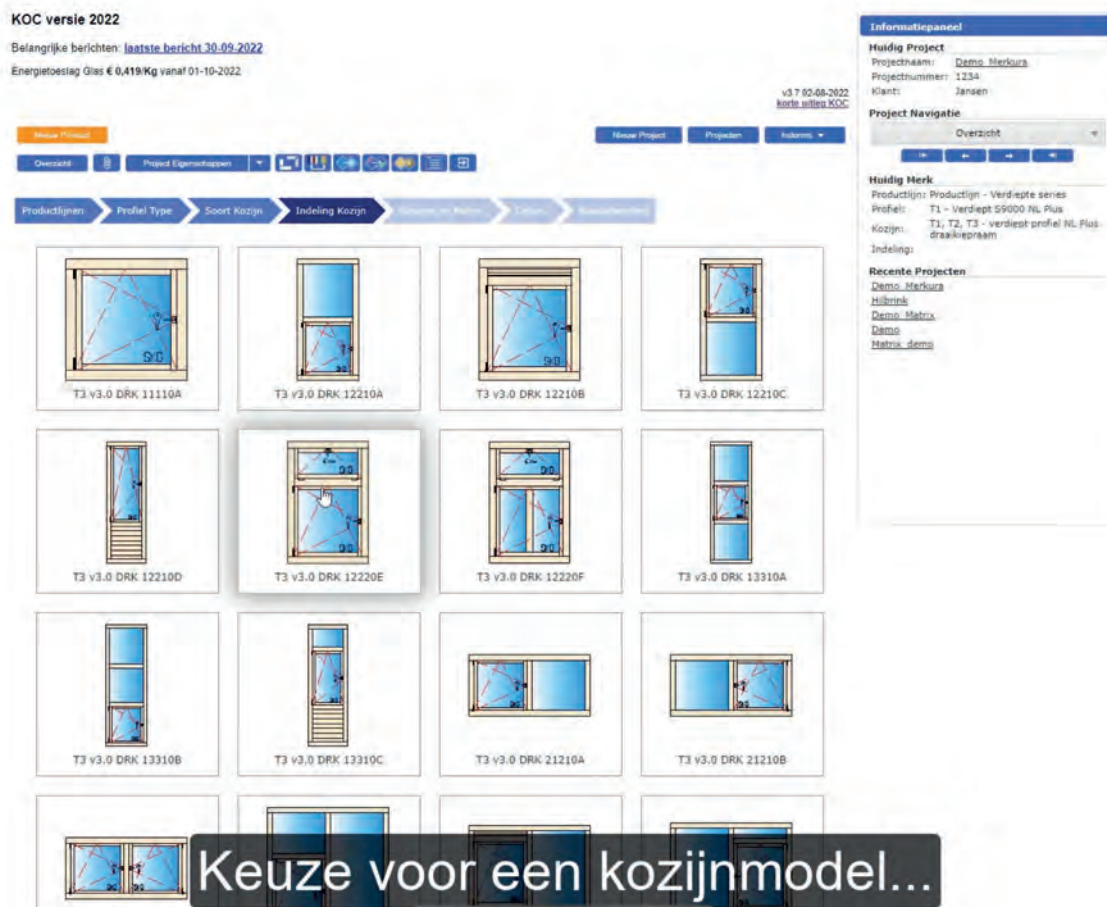 KOC versie 2022
Belangrijke berichten: laatste bericht 30-09-2022
Energietoeslag Glas € 0,419/Kg vanaf 01-10-2022
v3.7 02-08-2022
korte uitleg KOC
Nieuw Product
Nieuw Project Projecten
Overzicht Project Eigenschappen
Productlijnen Profiel Type Soort Kozijn Indeling Kozijn
T3 v3.0 DRK 11110A T3 v3.0 DRK 12210A T3 v3.0 DRK 12210B T3 v3.0 DRK 12210C
T3 v3.0 DRK 12210D T3 v3.0 DRK 12220E T3 v3.0 DRK 12220F T3 v3.0 DRK 13310A
T3 v3.0 DRK 13310B T3 v3.0 DRK 13310C T3 v3.0 DRK 21210A T3 v3.0 DRK 21210B
Keuze voor een kozijnmodel...
Informatiepaneel
Huidig Project
Projectnaam: Demo Merkura
Projectnummer: 1234
Klant: Jansen
Project Navigatie
Overzicht
Huidig Merk
Productlijn: Productlijn - Verdiepte series
Profiel: T1 - Verdiept S9000 NL Plus
Kozijn: T1, T2, T3 - verdiept profiel NL Plus
draaikiepraam
Indeling:
Recente Projecten
Demo Merkura
Hilbrink
Demo Matrix
Demo
Matrix demo